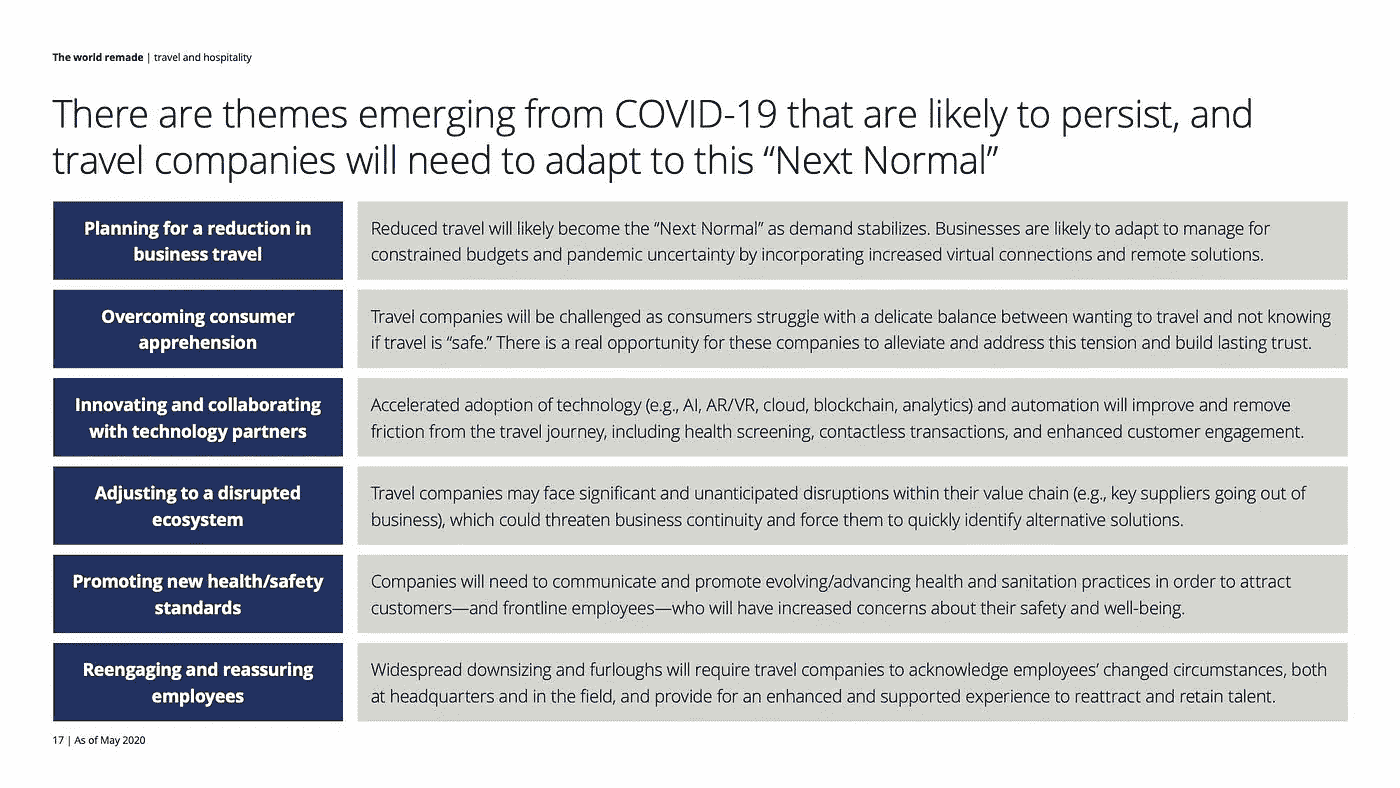 The world remade | travel and hospitality
There are themes emerging from COVID-19 that are likely to persist, and
travel companies will need to adapt to this “Next Normal”
Planning for a reduction in
business travel
Reduced travel will likely become the “Next Normal” as demand stabilizes. Businesses are likely to adapt to manage for
constrained budgets and pandemic uncertainty by incorporating increased virtual connections and remote solutions.
Overcoming consumer
apprehension
Travel companies will be challenged as consumers struggle with a delicate balance between wanting to travel and not knowing
if travel is “safe.” There is a real opportunity for these companies to alleviate and address this tension and build lasting trust.
Innovating and collaborating
with technology partners
Accelerated adoption of technology (e.g., AI, AR/VR, cloud, blockchain, analytics) and automation will improve and remove
friction from the travel journey, including health screening, contactless transactions, and enhanced customer engagement.
Adjusting to a disrupted
ecosystem
Travel companies may face significant and unanticipated disruptions within their value chain (e.g., key suppliers going out of
business), which could threaten business continuity and force them to quickly identify alternative solutions.
Promoting new health/safety
standards
Companies will need to communicate and promote evolving/advancing health and sanitation practices in order to attract
customers—and frontline employees—who will have increased concerns about their safety and well-being.
Reengaging and reassuring
employees
Widespread downsizing and furloughs will require travel companies to acknowledge employees’ changed circumstances, both
at headquarters and in the field, and provide for an enhanced and supported experience to reattract and retain talent.
17 | As of May 2020